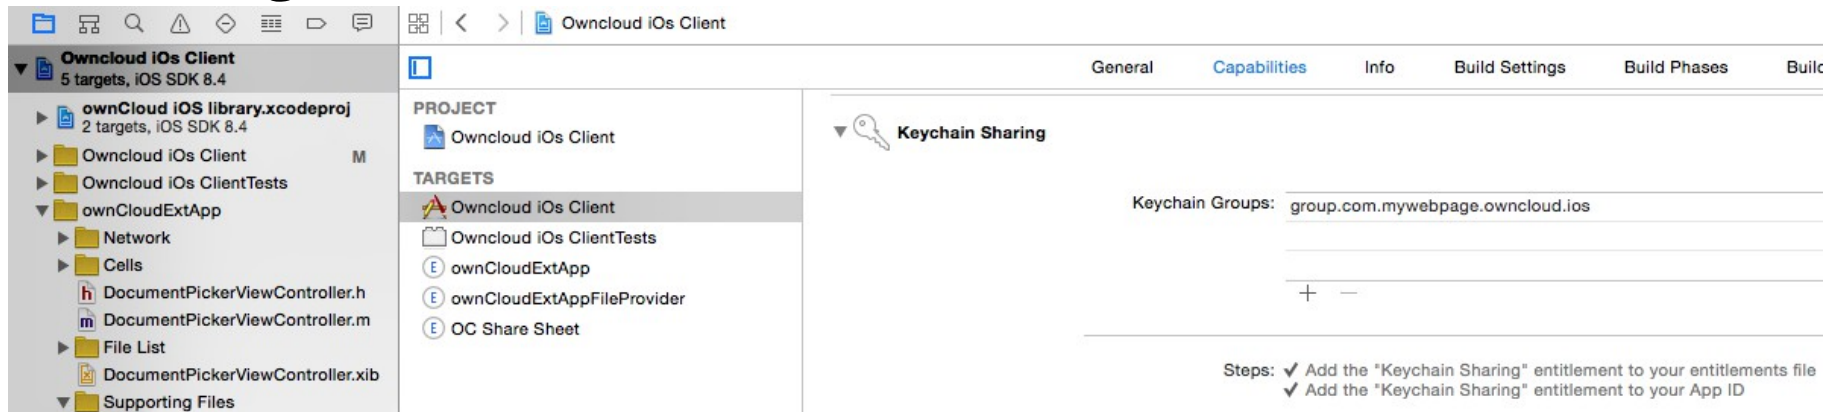 Owncloud iOs Client
Owncloud iOs Client
5 targets, iOS SDK 8.4
ownCloud iOS library.xcodeproj
2 targets, iOS SDK 8.4
Owncloud iOs Client M
Owncloud iOs ClientTests
ownCloudExtApp
Network
Cells
h DocumentPickerViewController.h
m DocumentPickerViewController.m
File List
DocumentPickerViewController.xib
Supporting Files
General Capabilities Info Build Settings Build Phases
PROJECT
Owncloud iOs Client
TARGETS
Owncloud iOs Client
Owncloud iOs ClientTests
E ownCloudExtApp
E ownCloudExtAppFileProvider
E OC Share Sheet
Keychain Sharing
Keychain Groups: group.com.mywebpage.owncloud.ios
Steps: ✓ Add the "Keychain Sharing" entitlement to your entitlements file
✓ Add the "Keychain Sharing" entitlement to your App ID